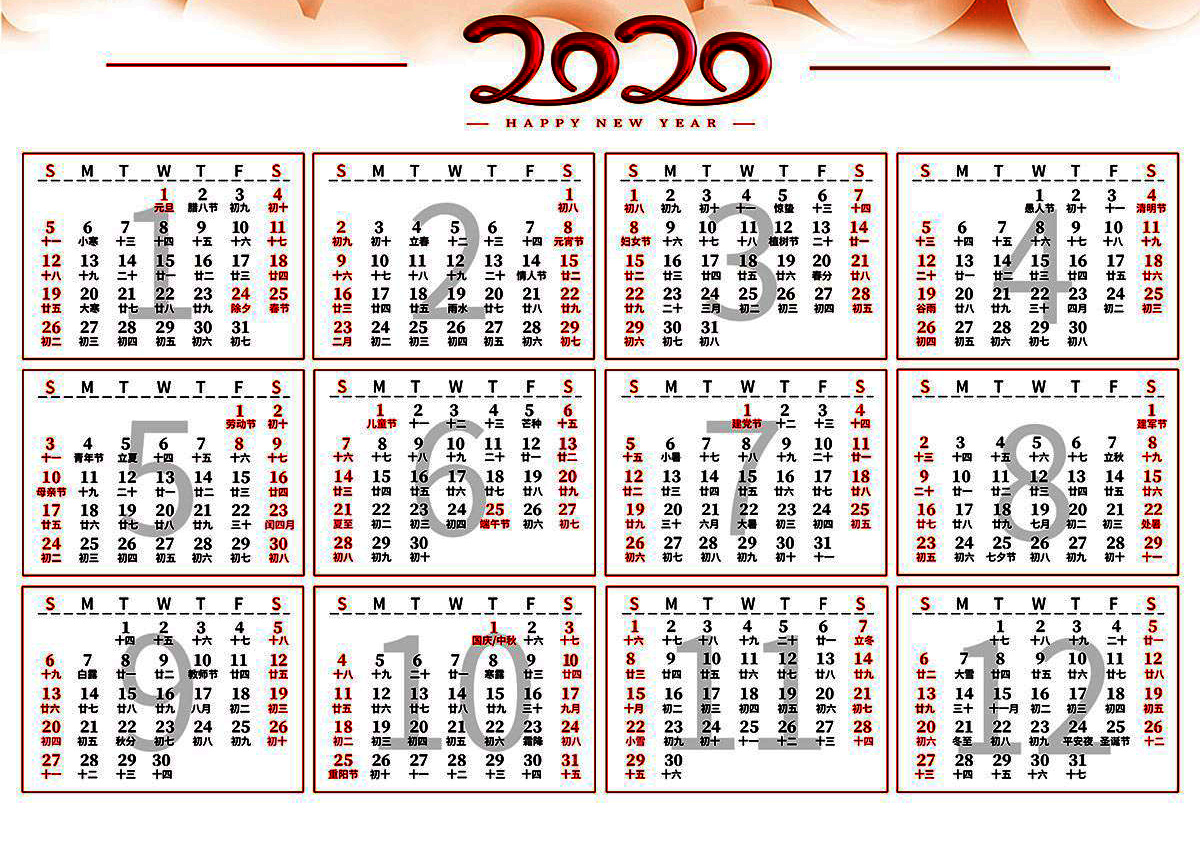 2020
HAPPY NEW YEAR
1
S M T W T F S
1 2 3 4
元旦 腊八节 初九 初十
5 6 7 8 9 10 11
十一 小寒 十三 十四 十五 十六 十七
12 13 14 15 16 17 18
十八 十九 二十 廿一 廿二 廿三 廿四
19 20 21 22 23 24 25
廿五 大寒 廿七 廿八 廿九 除夕 春节
26 27 28 29 30 31
初二 初三 初四 初五 初六 初七
2
S M T W T F S
1
初八
2 3 4 5 6 7 8
初九 初十 立春 十二 十三 十四 元宵节
9 10 11 12 13 14 15
十六 十七 十八 十九 二十 情人节 廿二
16 17 18 19 20 21 22
廿三 廿四 廿五 雨水 廿七 廿八 廿九
23 24 25 26 27 28 29
二月 初二 初三 初四 初五 初六 初七
3
S M T W T F S
1 2 3 4 5 6 7
初八 初九 初十 十一 惊蛰 十三 十四
8 9 10 11 12 13 14
妇女节 十六 十七 十八 植树节 二十 廿一
15 16 17 18 19 20 21
廿二 廿三 廿四 廿五 廿六 春分 廿八
22 23 24 25 26 27 28
廿九 二十 三月 初二 初三 初四 初五
29 30 31
初六 初七 初八
4
S M T W T F S
1 2 3 4
愚人节 初十 十一 清明节
5 6 7 8 9 10 11
十三 十四 十五 十六 十七 十八 十九
12 13 14 15 16 17 18
二十 廿一 廿二 廿三 廿四 廿五 廿六
19 20 21 22 23 24 25
谷雨 廿八 廿九 三十 四月 初二 初三
26 27 28 29 30
初四 初五 初六 初七 初八
5
S M T W T F S
1 2
劳动节 初十
3 4 5 6 7 8 9
十一 青年节 立夏 十四 十五 十六 十七
10 11 12 13 14 15 16
母亲节 十九 二十 廿一 廿二 廿三 廿四
17 18 19 20 21 22 23
廿五 廿六 廿七 廿八 廿九 三十 闰四月
24 25 26 27 28 29 30
初二 初三 初四 初五 初六 初七 初八
6
S M T W T F S
1 2 3 4 5 6
儿童节 十一 十二 十三 芒种 十五
7 8 9 10 11 12 13
十六 十七 十八 十九 二十 廿一 廿二
14 15 16 17 18 19 20
廿三 廿四 廿五 廿六 廿七 廿八 廿九
21 22 23 24 25 26 27
夏至 初二 初三 初四 端午节 初六 初七
28 29 30
初八 初九 初十
7
S M T W T F S
1 2 3 4
建党节 十二 十三 十四
5 6 7 8 9 10 11
十五 小暑 十七 十八 十九 二十 廿一
12 13 14 15 16 17 18
廿二 廿三 廿四 廿五 廿六 廿七 廿八
19 20 21 22 23 24 25
廿九 三十 六月 大暑 初三 初四 初五
26 27 28 29 30 31
初六 初七 初八 初九 初十 十一
8
S M T W T F S
1
建军节
2 3 4 5 6 7 8
十三 十四 十五 十六 十七 立秋 十九
9 10 11 12 13 14 15
二十 廿一 廿二 廿三 廿四 廿五 廿六
16 17 18 19 20 21 22
廿七 廿八 廿九 七月 初二 初三 处暑
23 24 25 26 27 28 29
初五 初六 七夕节 初八 初九 初十 十一
9
S M T W T F S
1 2 3 4 5
十四 十五 十六 十七 十八
6 7 8 9 10 11 12
十九 白露 廿一 廿二 教师节 廿四 廿五
13 14 15 16 17 18 19
廿六 廿七 廿八 廿九 八月 初二 初三
20 21 22 23 24 25 26
初四 初五 秋分 初七 初八 初九 初十
27 28 29 30
十一 十二 十三 十四
10
S M T W T F S
1 2 3
国庆/中秋 十六 十七
4 5 6 7 8 9 10
十八 十九 二十 廿一 寒露 廿三 廿四
11 12 13 14 15 16 17
廿五 廿六 廿七 廿八 廿九 三十 九月
18 19 20 21 22 23 24
初二 初三 初四 初五 初六 霜降 初八
25 26 27 28 29 30 31
重阳节 初十 十一 十二 十三 十四 十五
11
S M T W T F S
1 2 3 4 5 6 7
十六 十七 十八 十九 二十 廿一 立冬
8 9 10 11 12 13 14
廿三 廿四 廿五 廿六 廿七 廿八 廿九
15 16 17 18 19 20 21
十月 初二 初三 初四 初五 初六 初七
22 23 24 25 26 27 28
小雪 初九 初十 十一 十二 十三 十四
29 30
十五 十六
12
S M T W T F S
1 2 3 4 5
十七 十八 十九 二十 廿一
6 7 8 9 10 11 12
廿二 大雪 廿四 廿五 廿六 廿七 廿八
13 14 15 16 17 18 19
廿九 三十 十一月 初二 初三 初四 初五
20 21 22 23 24 25 26
初六 冬至 初八 初九 平安夜 圣诞节 十二
27 28 29 30 31
十三 十四 十五 十六 十七